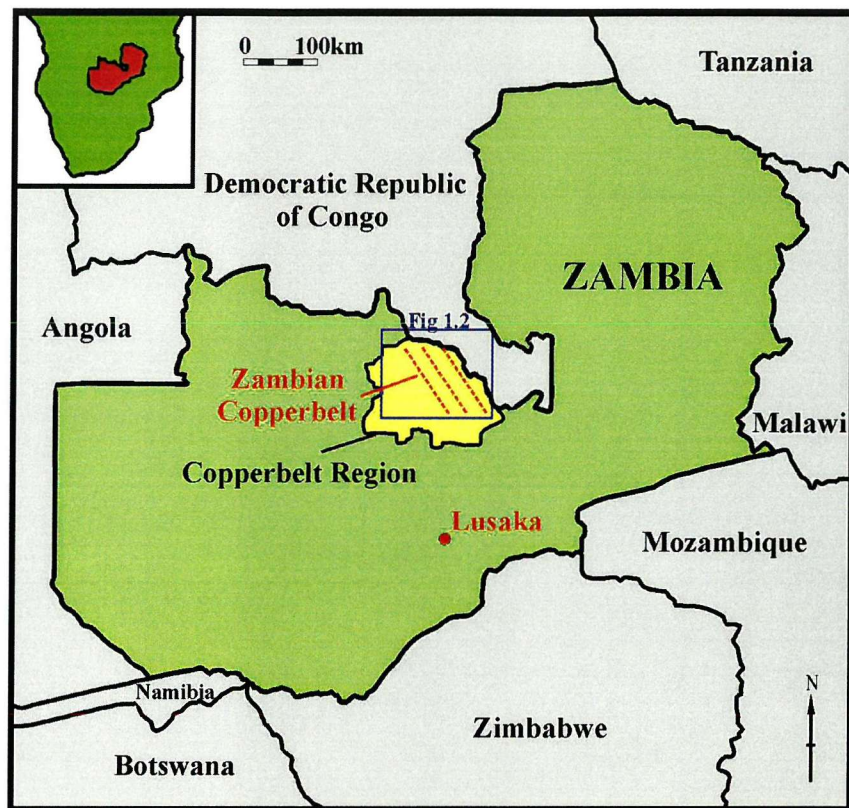 0 100km
Tanzania
Democratic Republic
of Congo
ZAMBIA
Angola
Fig 1.2
Zambian
Copperbelt
Malawi
Copperbelt Region
Lusaka
Mozambique
N
Namibia
Zimbabwe
Botswana